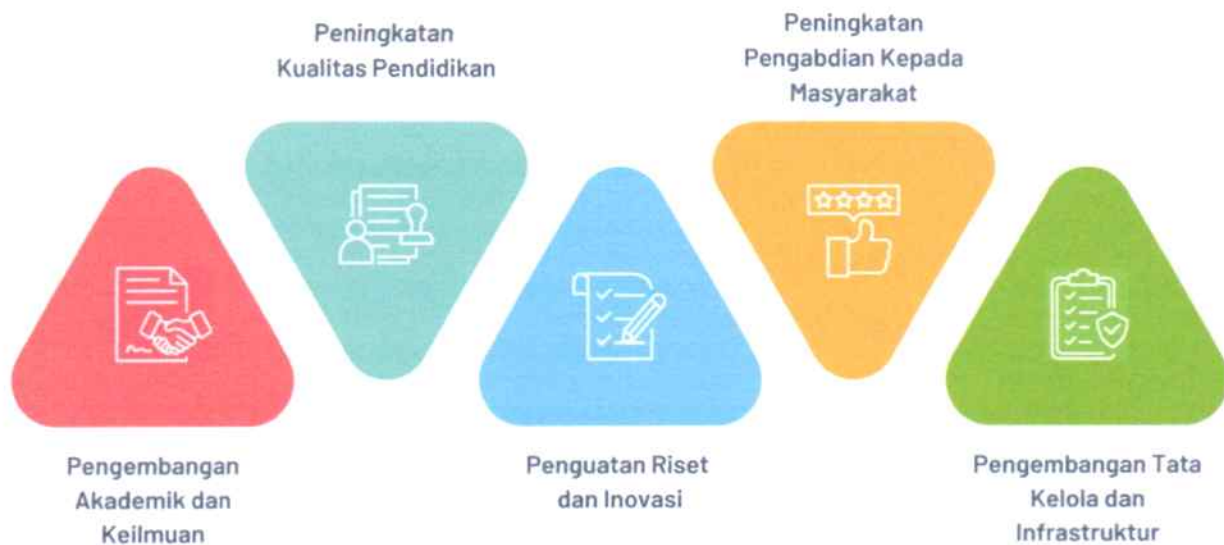 Peningkatan
Kualitas Pendidikan
Peningkatan
Pengabdian Kepada
Masyarakat
Pengembangan
Akademik dan
Keilmuan
Penguatan Riset
dan Inovasi
Pengembangan Tata
Kelola dan
Infrastruktur